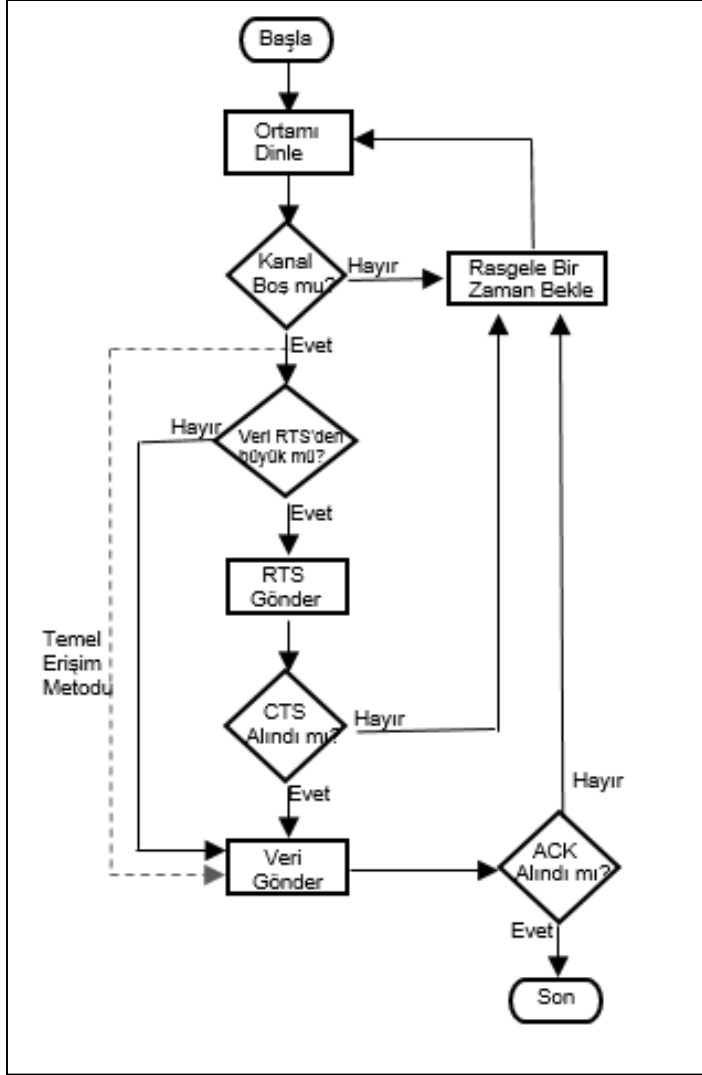 Başla
Ortamı
Dinle
Kanal
Boş mu?
Hayır
Rasgele Bir
Zaman Bekle
Evet
Hayır
Veri RTS'den
büyük mü?
Evet
RTS
Gönder
Temel
Erişim
Metodu
CTS
Alındı mı?
Hayır
Evet
Hayır
Veri
Gönder
ACK
Alındı mı?
Evet
Son